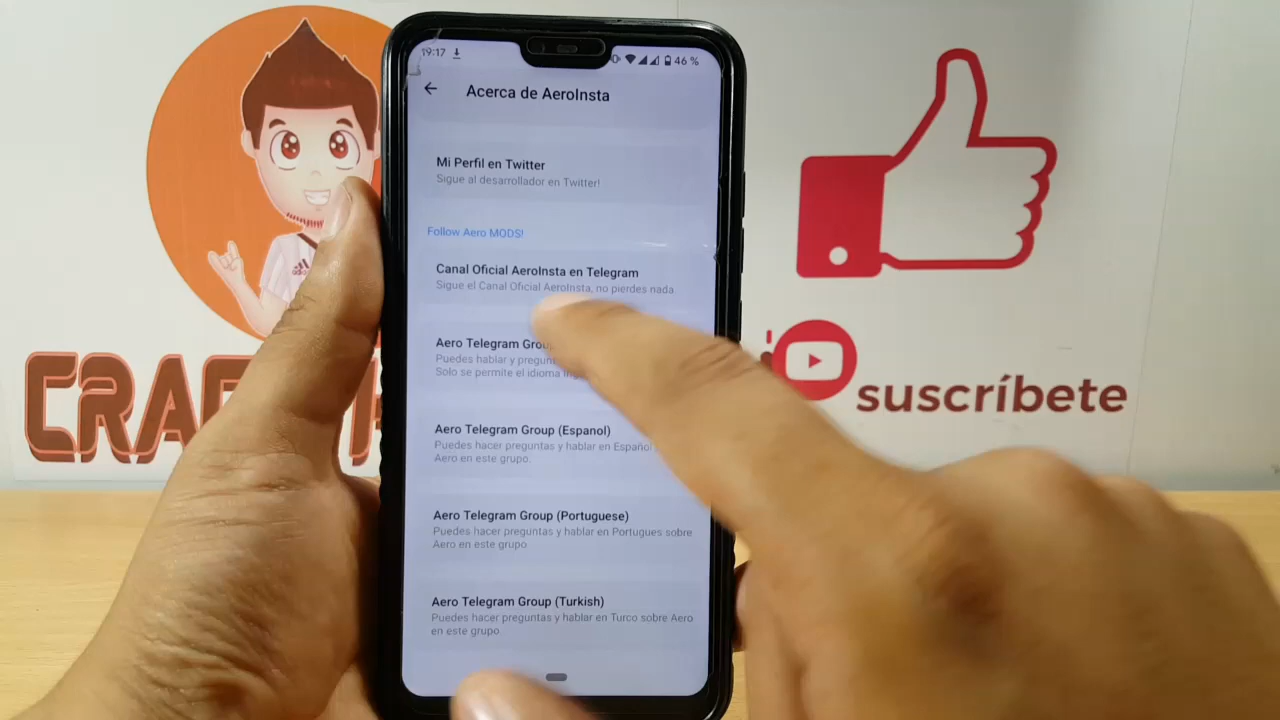 19:17
46 %
Acerca de AeroInsta
Mi Perfil en Twitter
Sigue al desarrollador en Twitter!
Follow Aero MODS!
Canal Oficial AeroInsta en Telegram
Sigue el Canal Oficial AeroInsta, no pierdes nada
Aero Telegram Grou
Puedes hablar y pregun
Solo se permite el idioma
Aero Telegram Group (Espanol)
Puedes hacer preguntas y hablar en Español
Aero en este grupo.
Aero Telegram Group (Portuguese)
Puedes hacer preguntas y hablar en Portugues sobre
Aero en este grupo
Aero Telegram Group (Turkish)
Puedes hacer preguntas y hablar en Turco sobre Aero
en este grupo
suscríbete